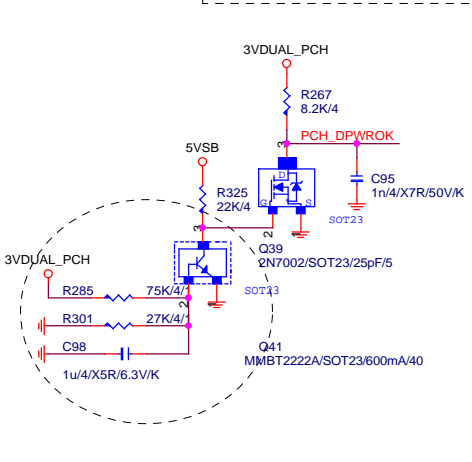 3VDUAL_PCH
R267
8.2K/4
3
PCH_DPWROK
5VSB
D
G
S
C95
1n/4/X7R/50V/K
R325
22K/4
SOT23
2
1
3
Q39
2N7002/SOT23/25pF/5
3VDUAL_PCH
SOT23
R285
75K/4/1
2
1
R301
27K/4/1
C98
Q41
MMBT2222A/SOT23/600mA/40
1u/4/X5R/6.3V/K